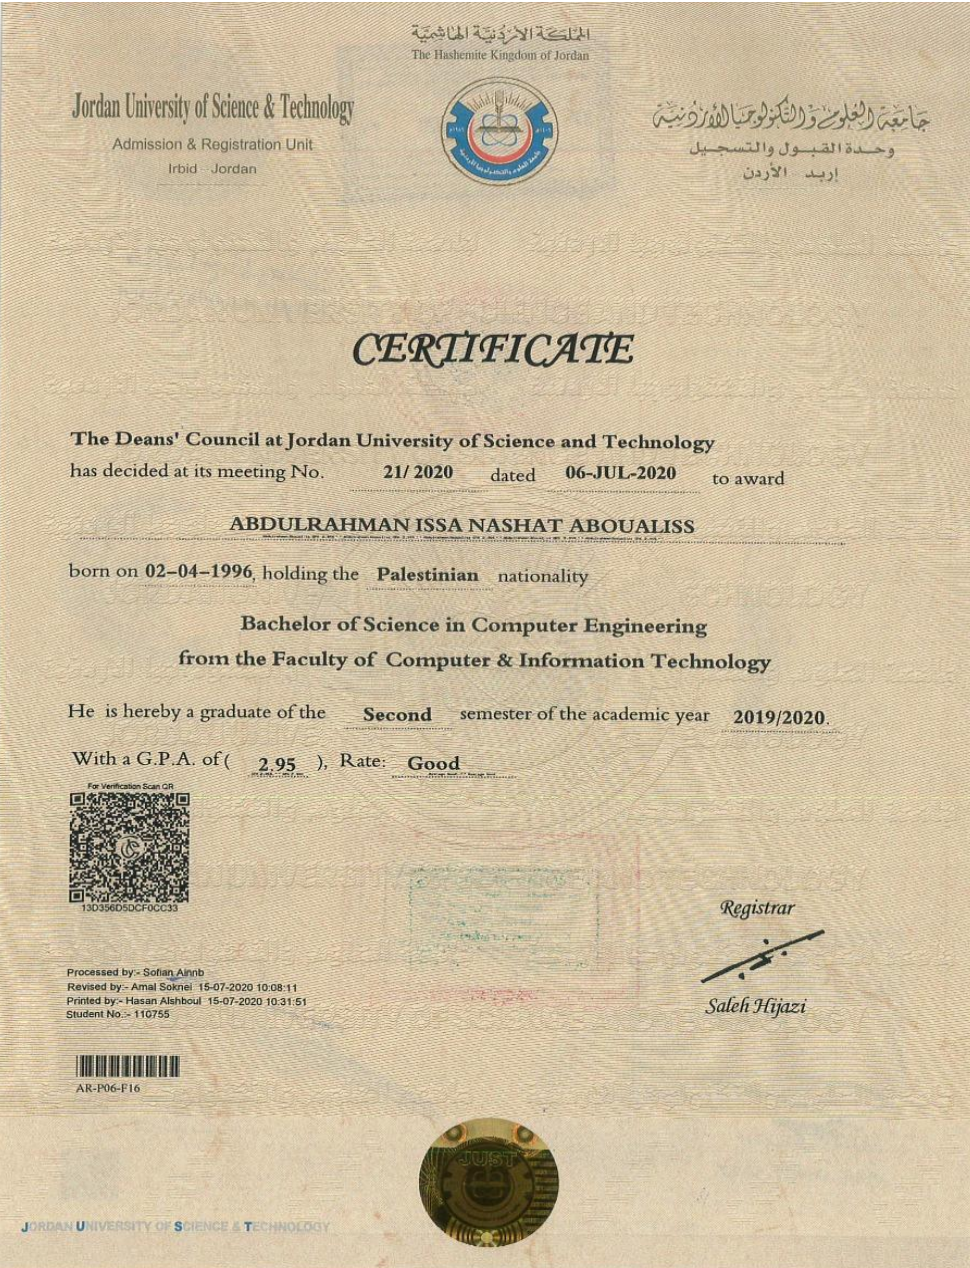 المملكة الأردنية الهاشمية
The Hashemite Kingdom of Jordan
Jordan University of Science & Technology
Admission & Registration Unit
Irbid Jordan
جامعة العلوم والتكنولوجيا الأردنية
وحدة القبول والتسجيل
إربد الأردن
CERTIFICATE
The Deans' Council at Jordan University of Science and Technology
has decided at its meeting No. 21/ 2020 dated 06-JUL-2020 to award
ABDULRAHMAN ISSA NASHAT ABOUALISS
born on 02-04-1996, holding the Palestinian nationality
Bachelor of Science in Computer Engineering
from the Faculty of Computer & Information Technology
He is hereby a graduate of the Second semester of the academic year 2019/2020.
With a G.P.A. of ( 2.95 ), Rate: Good
For Verification Scan QR
13D356D5DCF0CC33
Registrar
Saleh Hijazi
Processed by:- Sofian Ainnb
Revised by:- Amal Soknei 15-07-2020 10:08:11
Printed by:- Hasan Alshboul 15-07-2020 10:31:51
Student No.:- 110755
AR-P06-F16
JUST
JORDAN UNIVERSITY OF SCIENCE & TECHNOLOGY